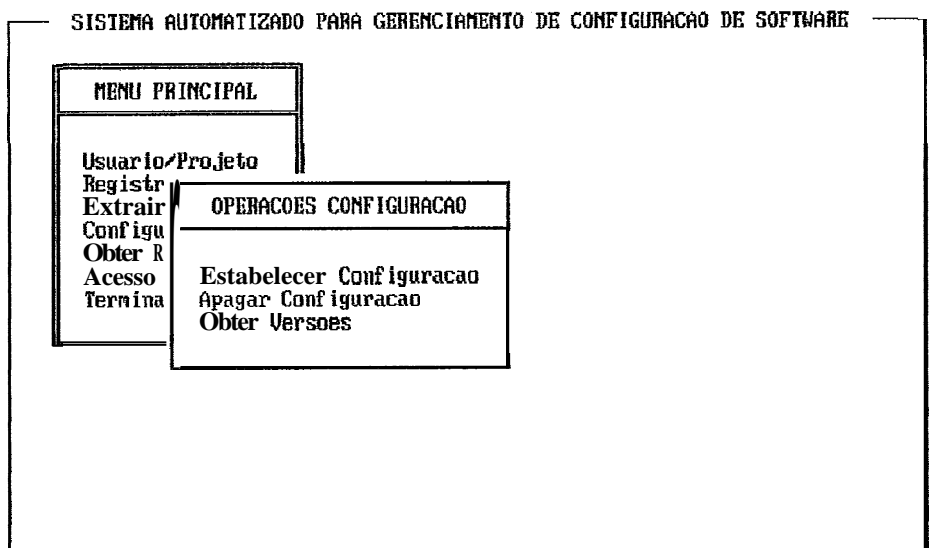 SISTEMA AUTOMATIZADO PARA GERENCIAMENTO DE CONFIGURACAO DE SOFTWARE
MENU PRINCIPAL
Usuario/Projeto
Registr
Extrair
Configu
Obter R
Acesso
Termina
OPERACOES CONFIGURACAO
Estabelecer Configuracao
Apagar Configuracao
Obter Versoes